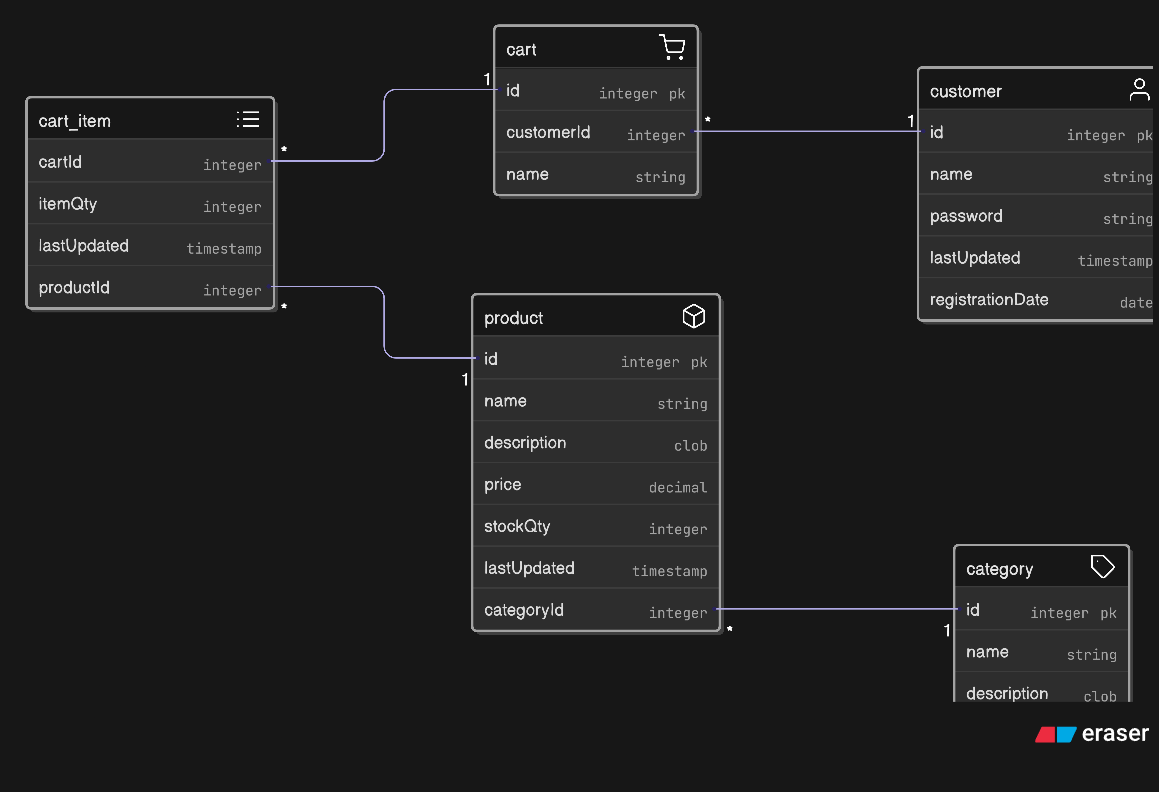 cart_item
cartId integer
itemQty integer
lastUpdated timestamp
productId integer
*
*
cart
id integer pk
customerId integer
name string
1
*
customer
id integer pk
name string
password string
lastUpdated timestamp
registrationDate date
1
product
id integer pk
name string
description clob
price decimal
stockQty integer
lastUpdated timestamp
categoryId integer
1
*
category
id integer pk
name string
description clob
1
eraser